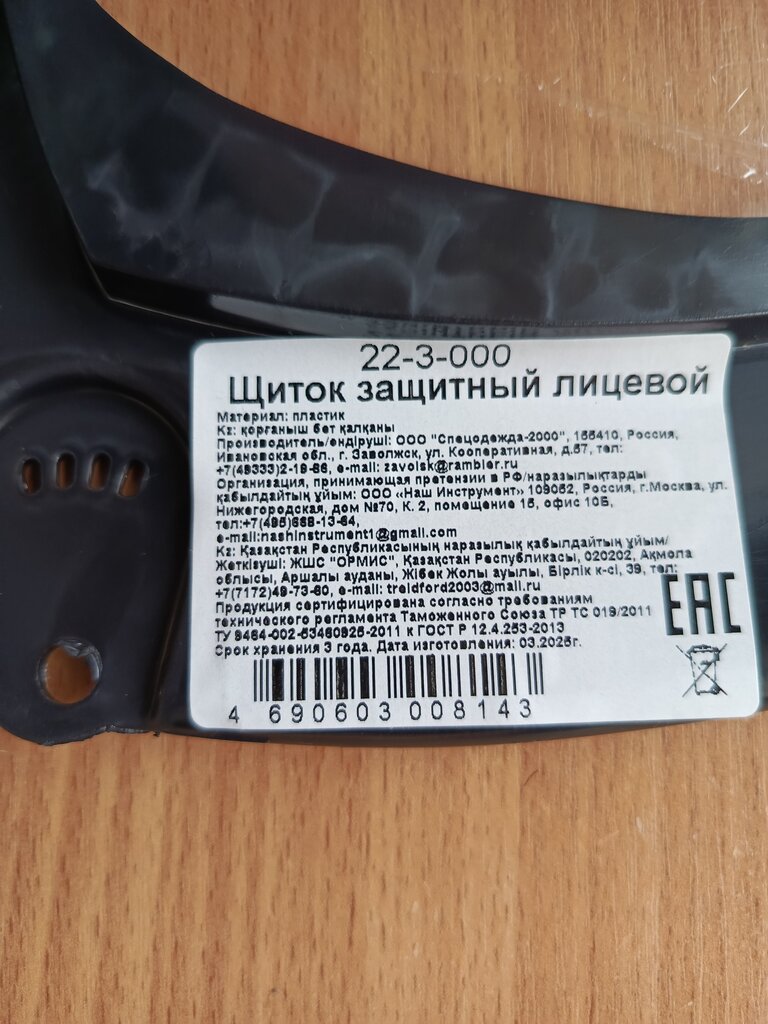 22-3-000
Щиток защитный лицевой
Материал: пластик
Kz: қорғаныш бет қалқаны
Производитель/өндіруші: ООО "Спецодежда-2000", 155410, Россия,
Ивановская обл., г. Заволжск, ул. Кооперативная, д.57, тел:
+7(49333)2-19-86, e-mail: zavolsk@rambler.ru
Организация, принимающая претензии в РФ/наразылықтарды
қабылдайтың ұйым: ООО «Наш Инструмент» 109052, Россия, г.Москва, ул.
Нижегородская, дом №70, К. 2, помещение 15, офис 10Б,
тел:+7(495)668-13-64,
e-mail:nashinstrument1@gmail.com
Kz: Қазақстан Республикасының наразылық қабылдайтың ұйым/
Жеткізуші: ЖШС "ОРМИС", Қазақстан Республикасы, 020202, Ақмола
облысы, Аршалы ауданы, Жібек Жолы ауылы, Бірлік к-сі, 39, тел:
+7(7172)49-73-60, e-mail: treidford2003@mail.ru
Продукция сертифицирована согласно требованиям
технического регламента Таможенного Союза ТР ТС 019/2011
ТУ 9464-002-53460925-2011 к ГОСТ Р 12.4.253-2013
Срок хранения 3 года. Дата изготовления: 03.2025г.
EAC
4 690603 008143